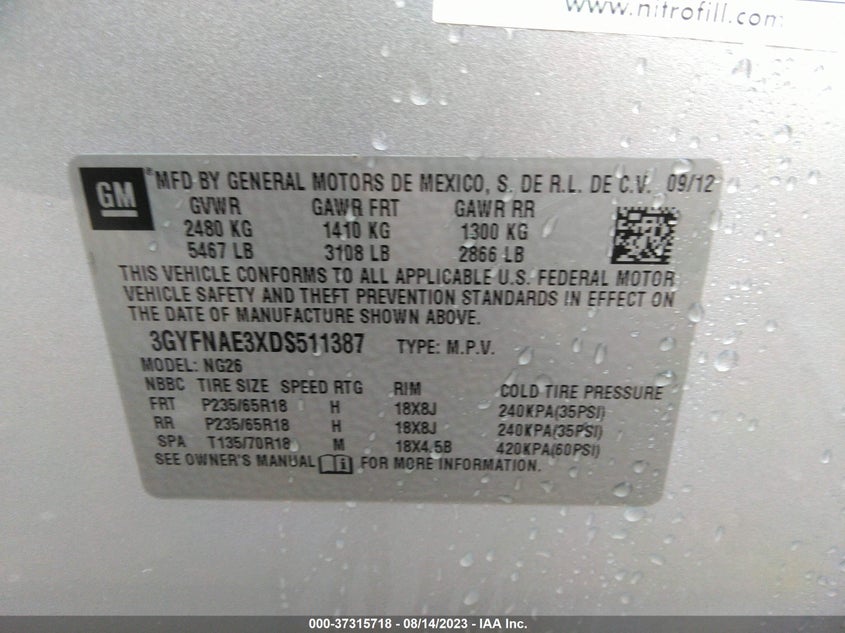 www.nitrofill.com
GM ® MFD BY GENERAL MOTORS DE MEXICO, S. DE R.L. DE C.V. 09/12
GVWR GAWR FRT GAWR RR
2480 KG 1410 KG 1300 KG
5467 LB 3108 LB 2866 LB
THIS VEHICLE CONFORMS TO ALL APPLICABLE U.S. FEDERAL MOTOR
VEHICLE SAFETY AND THEFT PREVENTION STANDARDS IN EFFECT ON
THE DATE OF MANUFACTURE SHOWN ABOVE.
3GYFNAE3XDS511387 TYPE: M.P.V.
MODEL: NG26
NBBC TIRE SIZE SPEED RTG RIM COLD TIRE PRESSURE
FRT P235/65R18 H 18X8J 240KPA(35PSI)
RR P235/65R18 H 18X8J 240KPA(35PSI)
SPA T135/70R18 M 18X4.5B 420KPA(60PSI)
SEE OWNER'S MANUAL FOR MORE INFORMATION.
000-37315718 - 08/14/2023 - IAA Inc.